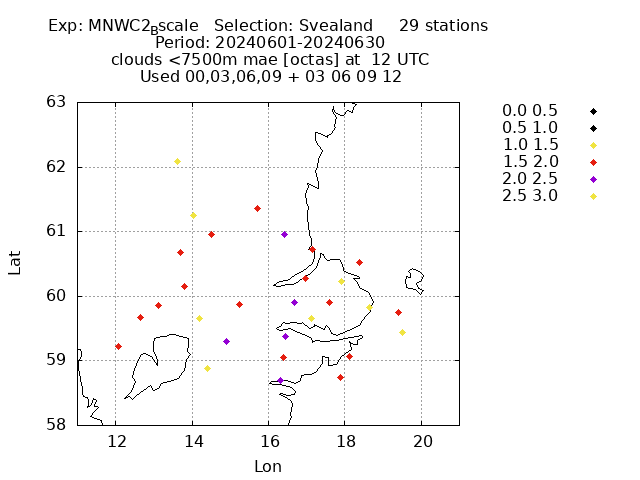 Exp: MNWC2_Bscale   Selection: Svealand     29 stations
Period: 20240601-20240630
clouds <7500m mae [octas] at  12 UTC
Used 00,03,06,09 + 03 06 09 12
0.0 0.5
0.5 1.0
1.0 1.5
1.5 2.0
2.0 2.5
2.5 3.0
63
62
61
60
59
58
Lat
12 14 16 18 20
Lon